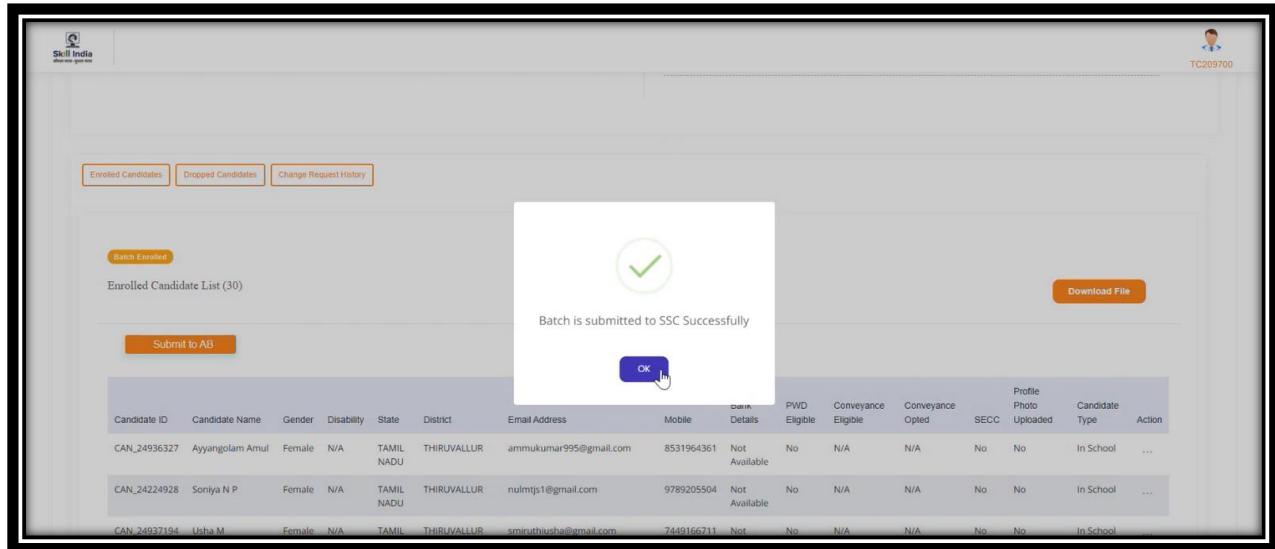 Skill India
TC209700
Enrolled Candidates Dropped Candidates Change Request History
Batch Enrolled
Enrolled Candidate List (30)
Download File
Batch is submitted to SSC Successfully
OK
Submit to AB
Candidate ID Candidate Name Gender Disability State District Email Address Mobile Bank Details PWD Eligible Conveyance Eligible Conveyance Opted SECC Profile Photo Uploaded Candidate Type Action
CAN_24936327 Ayyangolam Amul Female N/A TAMIL NADU THIRUVALLUR ammukumar995@gmail.com 8531964361 Not Available No N/A N/A No No In School ...
CAN_24224928 Soniya N P Female N/A TAMIL NADU THIRUVALLUR nulmtjs1@gmail.com 9789205504 Not Available No N/A N/A No No In School ...
CAN_24937194 Usha M Female N/A TAMIL THIRUVALLUR smiruthiusha@gmail.com 7449166711 Not No N/A N/A No No In School ...